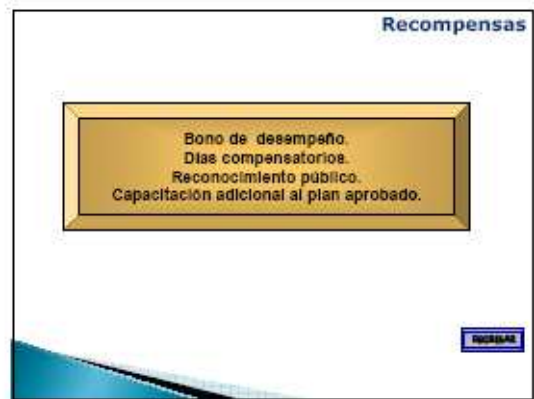 Recompensas
Bono de desempeño.
Días compensatorios.
Reconocimiento público.
Capacitación adicional al plan aprobado.